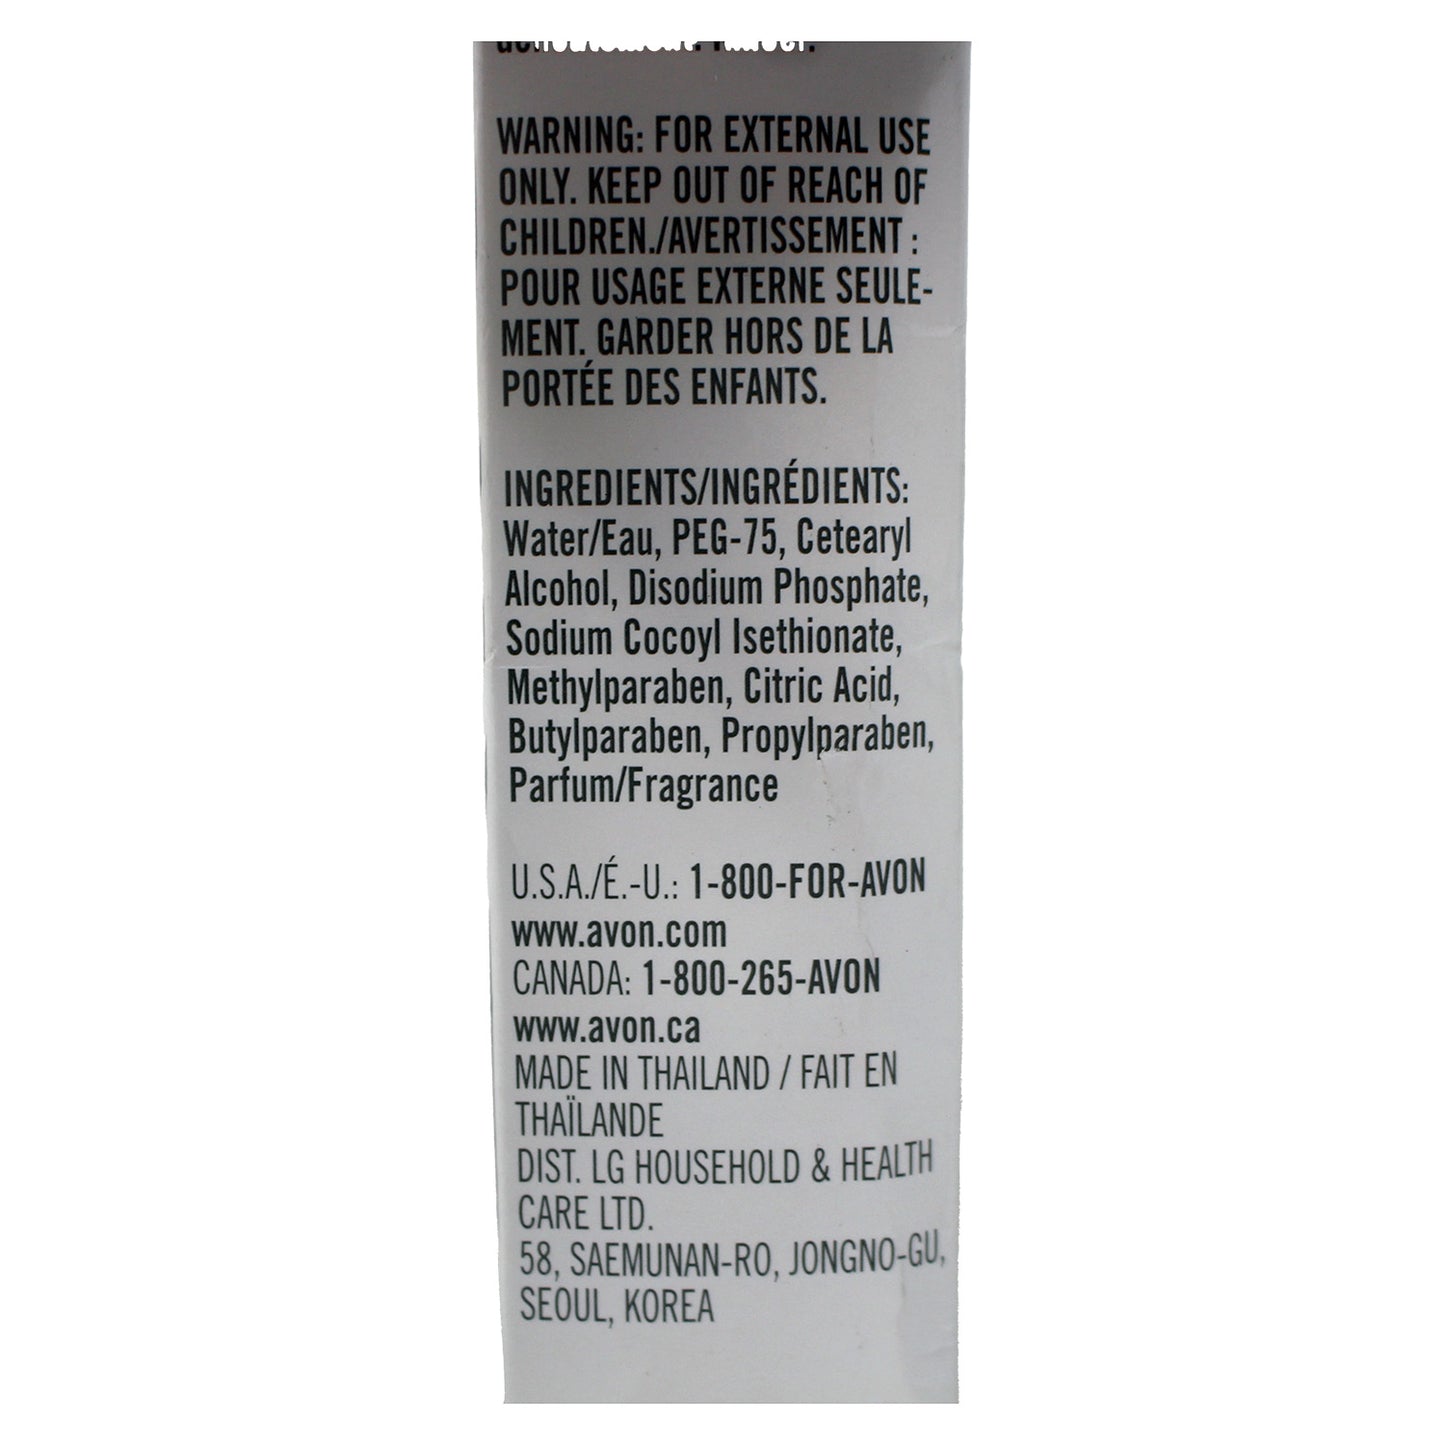 WARNING: FOR EXTERNAL USE
ONLY. KEEP OUT OF REACH OF
CHILDREN./AVERTISSEMENT :
POUR USAGE EXTERNE SEULE-
MENT. GARDER HORS DE LA
PORTÉE DES ENFANTS.
INGREDIENTS/INGRÉDIENTS:
Water/Eau, PEG-75, Cetearyl
Alcohol, Disodium Phosphate,
Sodium Cocoyl Isethionate,
Methylparaben, Citric Acid,
Butylparaben, Propylparaben,
Parfum/Fragrance
U.S.A./É.-U.: 1-800-FOR-AVON
www.avon.com
CANADA: 1-800-265-AVON
www.avon.ca
MADE IN THAILAND / FAIT EN
THAÏLANDE
DIST. LG HOUSEHOLD & HEALTH
CARE LTD.
58, SAEMUNAN-RO, JONGNO-GU,
SEOUL, KOREA